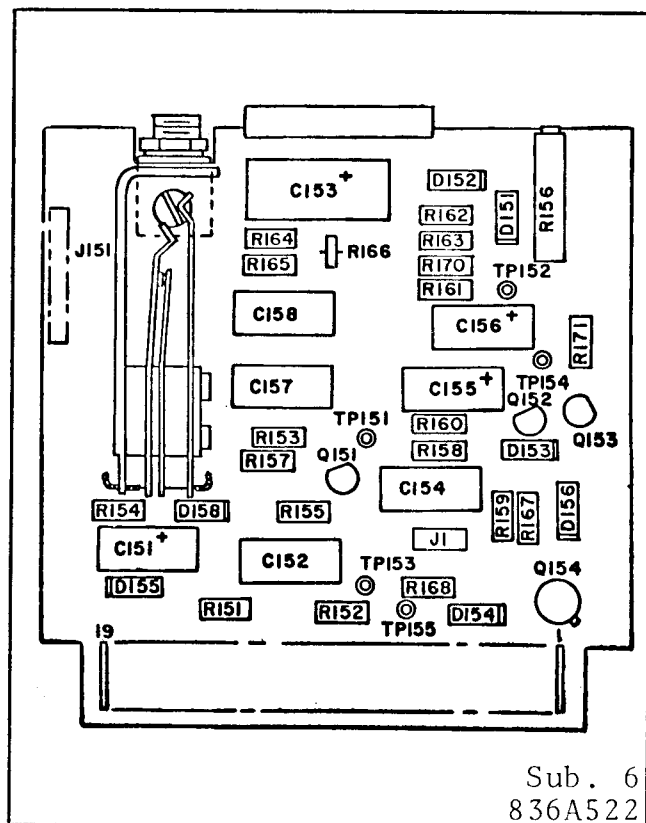 C153+
D152
D151
R156
J151
R162
R164
R163
R166
R165
R170
TP152
R161
C158
C156+
R171
C157
C155+
TP154
Q152
TP151
R160
Q153
R153
Q151
R158
D153
R157
C154
R154
D158
R155
R159
R167
D156
C151+
C152
J1
TP153
Q154
D155
R168
R151
R152
TP155
D154
19
1
Sub. 6
836A522